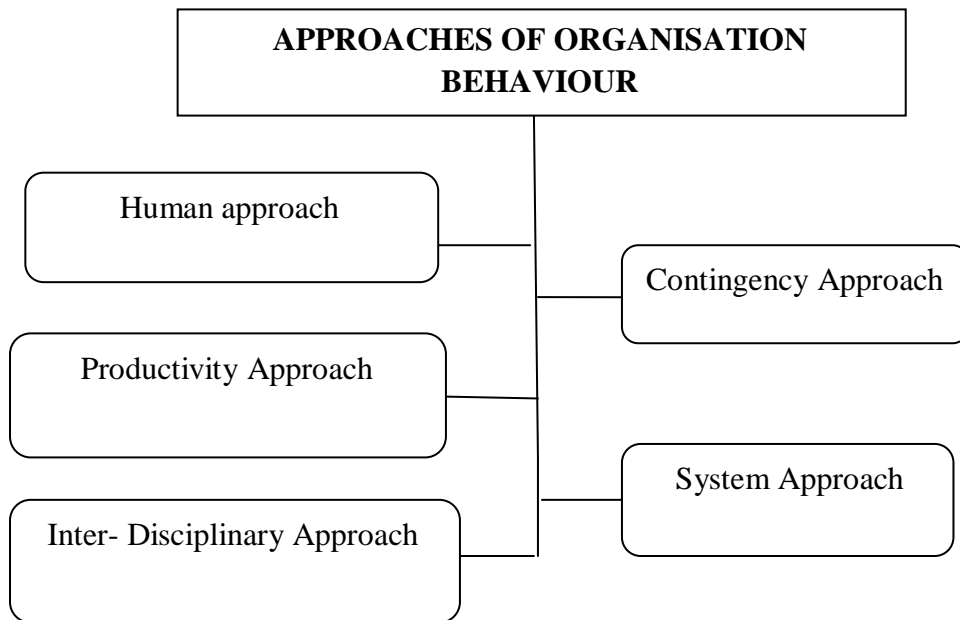 APPROACHES OF ORGANISATION
BEHAVIOUR
Human approach
Contingency Approach
Productivity Approach
System Approach
Inter- Disciplinary Approach